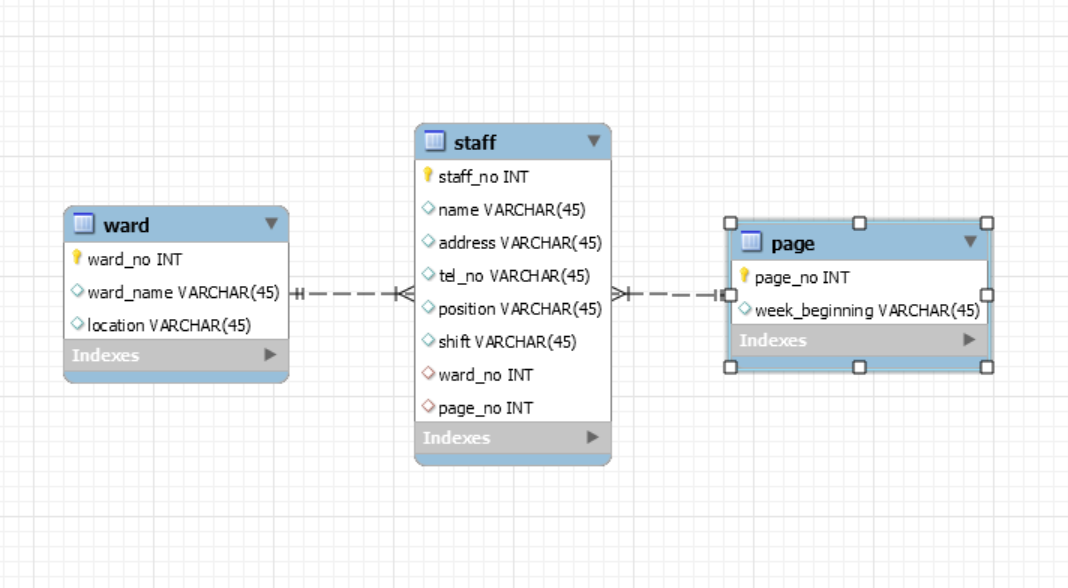 ward
ward_no INT
ward_name VARCHAR(45)
location VARCHAR(45)
Indexes
staff
staff_no INT
name VARCHAR(45)
address VARCHAR(45)
tel_no VARCHAR(45)
position VARCHAR(45)
shift VARCHAR(45)
ward_no INT
page_no INT
Indexes
page
page_no INT
week_beginning VARCHAR(45)
Indexes